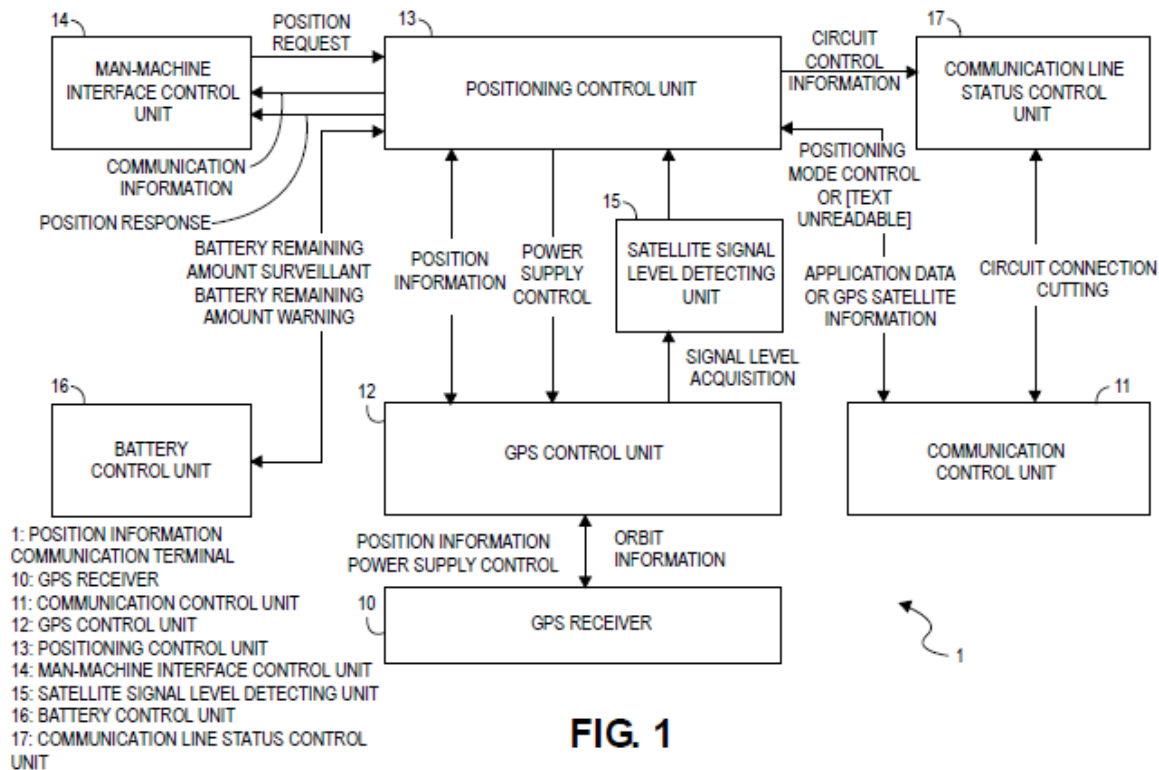 14
POSITION
REQUEST
13
CIRCUIT
CONTROL
INFORMATION
17
MAN-MACHINE
INTERFACE CONTROL
UNIT
POSITIONING CONTROL UNIT
COMMUNICATION LINE
STATUS CONTROL
UNIT
COMMUNICATION
INFORMATION
POSITION RESPONSE
BATTERY REMAINING
AMOUNT SURVEILLANT
BATTERY REMAINING
AMOUNT WARNING
POSITION
INFORMATION
POWER
SUPPLY
CONTROL
15
SATELLITE SIGNAL
LEVEL DETECTING
UNIT
POSITIONING
MODE CONTROL
OR [TEXT
UNREADABLE]
APPLICATION DATA
OR GPS SATELLITE
INFORMATION
CIRCUIT CONNECTION
CUTTING
SIGNAL LEVEL
ACQUISITION
16
BATTERY
CONTROL UNIT
12
GPS CONTROL UNIT
11
COMMUNICATION
CONTROL UNIT
POSITION INFORMATION
POWER SUPPLY CONTROL
ORBIT
INFORMATION
10
GPS RECEIVER
1
1: POSITION INFORMATION
COMMUNICATION TERMINAL
10: GPS RECEIVER
11: COMMUNICATION CONTROL UNIT
12: GPS CONTROL UNIT
13: POSITIONING CONTROL UNIT
14: MAN-MACHINE INTERFACE CONTROL UNIT
15: SATELLITE SIGNAL LEVEL DETECTING UNIT
16: BATTERY CONTROL UNIT
17: COMMUNICATION LINE STATUS CONTROL
UNIT
FIG. 1